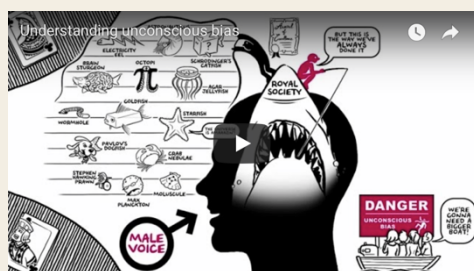 Understanding unconscious bias
ELECTRICITY
EEL
BRAIN
STURGEON
OCTOPI
SCHRODINGER'S
CATFISH
AGAR
JELLYFISH
GOLDFISH
WORMHOLE
STARFISH
PAVLOV'S
DOGFISH
CRAB
NEBULAE
STEPHEN
HAWKING
PRAWN
MAX
PLANCKTON
MOLUSCULE
MALE
VOICE
ROYAL
SOCIETY
BUT THIS IS
THE WAY WE'VE
ALWAYS
DONE IT
DANGER
UNCONSCIOUS
BIAS
WE'RE
GONNA
NEED A
BIGGER
BOAT!